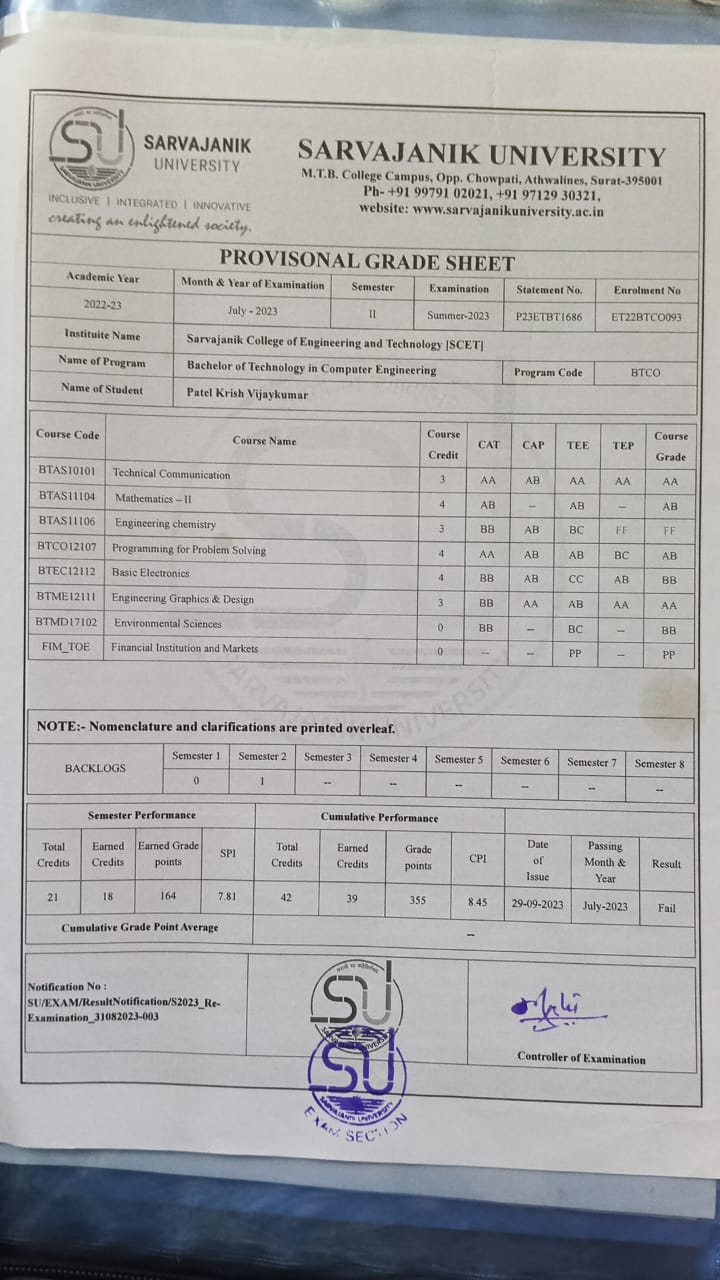 SU
SARVAJANIK UNIVERSITY
SARVAJANIK
UNIVERSITY
INCLUSIVE | INTEGRATED | INNOVATIVE
creating an enlightened society.
SARVAJANIK UNIVERSITY
M.T.B. College Campus, Opp. Chowpati, Athwalines, Surat-395001
Ph- +91 99791 02021, +91 97129 30321,
website: www.sarvajanikuniversity.ac.in
PROVISONAL GRADE SHEET
Academic Year Month & Year of Examination Semester Examination Statement No. Enrolment No
2022-23 July - 2023 II Summer-2023 P23ETBT1686 ET22BTCO093
Instituite Name Sarvajanik College of Engineering and Technology |SCET|
Name of Program Bachelor of Technology in Computer Engineering Program Code BTCO
Name of Student Patel Krish Vijaykumar
Course Code Course Name Course Credit CAT CAP TEE TEP Course Grade
BTAS10101 Technical Communication 3 AA AB AA AA AA
BTAS11104 Mathematics – II 4 AB -- AB -- AB
BTAS11106 Engineering chemistry 3 BB AB BC FF FF
BTCO12107 Programming for Problem Solving 4 AA AB AB BC AB
BTEC12112 Basic Electronics 4 BB AB CC AB BB
BTME12111 Engineering Graphics & Design 3 BB AA AB AA AA
BTMD17102 Environmental Sciences 0 BB -- BC -- BB
FIM_TOE Financial Institution and Markets 0 -- -- PP -- PP
SARVAJANIK UNIVERSITY
NOTE:- Nomenclature and clarifications are printed overleaf.
BACKLOGS Semester 1 Semester 2 Semester 3 Semester 4 Semester 5 Semester 6 Semester 7 Semester 8
0 1 -- -- -- -- -- --
Semester Performance Cumulative Performance
Total Credits Earned Credits Earned Grade points SPI Total Credits Earned Credits Grade points CPI Date of Issue Passing Month & Year Result
21 18 164 7.81 42 39 355 8.45 29-09-2023 July-2023 Fail
Cumulative Grade Point Average --
Notification No :
SU/EXAM/ResultNotification/S2023_Re-
Examination_31082023-003
SU
SARVAJANIK UNIVERSITY
SU
SARVAJANIK UNIVERSITY
EXAM SECTION
Controller of Examination